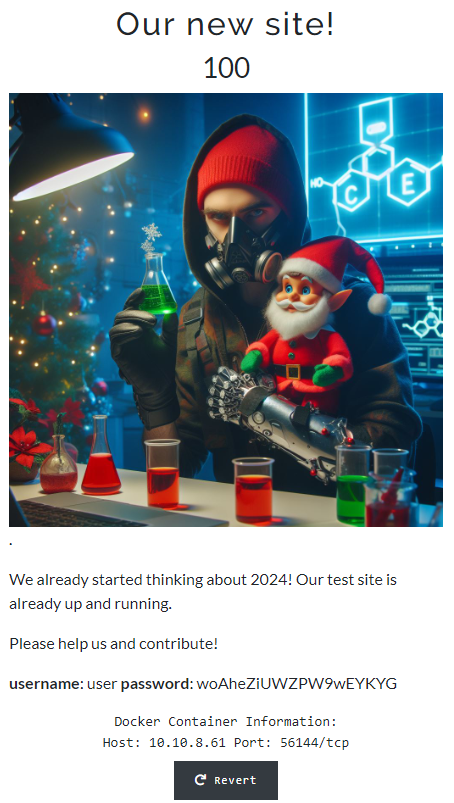 Our new site!
100
HO
C
E
.
We already started thinking about 2024! Our test site is
already up and running.
Please help us and contribute!
username: user password: woAheZiUWZPW9wEYKYG
Docker Container Information:
Host: 10.10.8.61 Port: 56144/tcp
Revert